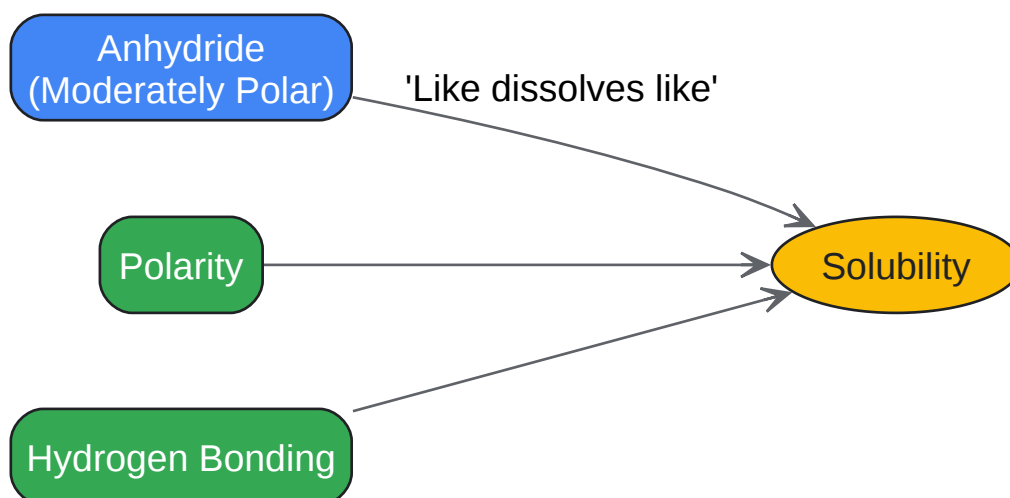 Anhydride
(Moderately Polar)
'Like dissolves like'
Polarity
Solubility
Hydrogen Bonding